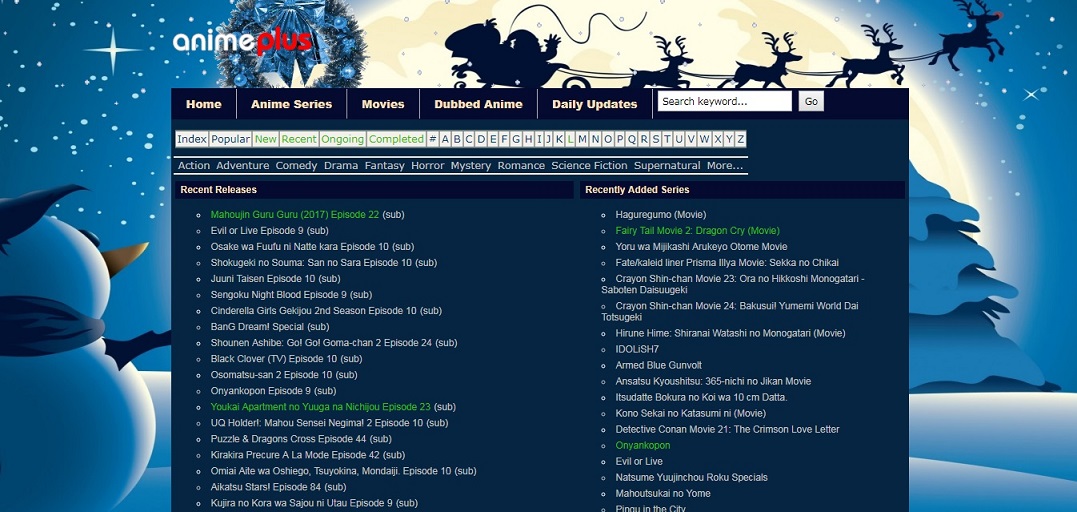 animeplus
Home Anime Series Movies Dubbed Anime Daily Updates Search keyword... Go
Index Popular New Recent Ongoing Completed # A B C D E F G H I J K L M N O P Q R S T U V W X Y Z
Action Adventure Comedy Drama Fantasy Horror Mystery Romance Science Fiction Supernatural More...
Recent Releases
Mahoujin Guru Guru (2017) Episode 22 (sub)
Evil or Live Episode 9 (sub)
Osake wa Fuufu ni Natte kara Episode 10 (sub)
Shokugeki no Souma: San no Sara Episode 10 (sub)
Juuni Taisen Episode 10 (sub)
Sengoku Night Blood Episode 9 (sub)
Cinderella Girls Gekijou 2nd Season Episode 10 (sub)
BanG Dream! Special (sub)
Shounen Ashibe: Go! Go! Goma-chan 2 Episode 24 (sub)
Black Clover (TV) Episode 10 (sub)
Osomatsu-san 2 Episode 10 (sub)
Onyankopon Episode 9 (sub)
Youkai Apartment no Yuuga na Nichijou Episode 23 (sub)
UQ Holder!: Mahou Sensei Negima! 2 Episode 10 (sub)
Puzzle & Dragons Cross Episode 44 (sub)
Kirakira Precure A La Mode Episode 42 (sub)
Omiai Aite wa Oshiego, Tsuyokina, Mondaiji. Episode 10 (sub)
Aikatsu Stars! Episode 84 (sub)
Kujira no Kora wa Sajou ni Utau Episode 9 (sub)
Recently Added Series
Haguregumo (Movie)
Fairy Tail Movie 2: Dragon Cry (Movie)
Yoru wa Mijikashi Arukeyo Otome Movie
Fate/kaleid liner Prisma Illya Movie: Sekka no Chikai
Crayon Shin-chan Movie 23: Ora no Hikkoshi Monogatari -
Saboten Daisuugeki
Crayon Shin-chan Movie 24: Bakusui! Yumemi World Dai
Totsugeki
Hirune Hime: Shiranai Watashi no Monogatari (Movie)
IDOLiSH7
Armed Blue Gunvolt
Ansatsu Kyoushitsu: 365-nichi no Jikan Movie
Itsudatte Bokura no Koi wa 10 cm Datta.
Kono Sekai no Katasumi ni (Movie)
Detective Conan Movie 21: The Crimson Love Letter
Onyankopon
Evil or Live
Natsume Yuujinchou Roku Specials
Mahoutsukai no Yome
Pingu in the City